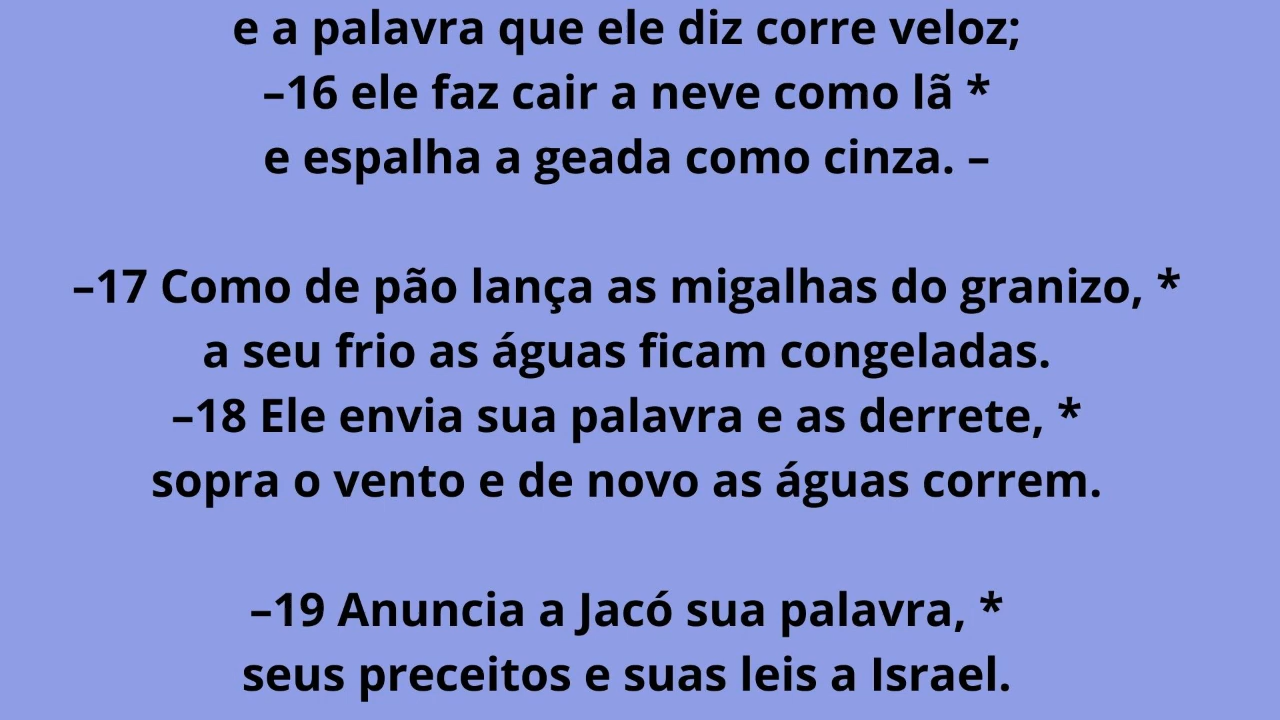 e a palavra que ele diz corre veloz;
–16 ele faz cair a neve como lã *
e espalha a geada como cinza. –
–17 Como de pão lança as migalhas do granizo, *
a seu frio as águas ficam congeladas.
–18 Ele envia sua palavra e as derrete, *
sopra o vento e de novo as águas correm.
–19 Anuncia a Jacó sua palavra, *
seus preceitos e suas leis a Israel.